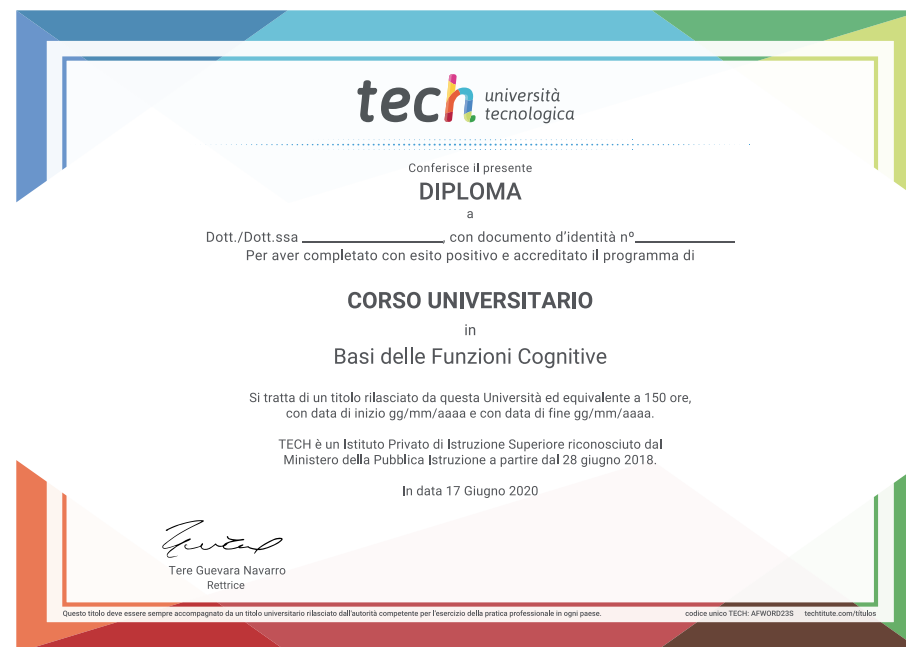 tech università
tecnologica
Conferisce il presente
DIPLOMA
a
Dott./Dott.ssa ________________, con documento d'identità nº____________
Per aver completato con esito positivo e accreditato il programma di
CORSO UNIVERSITARIO
in
Basi delle Funzioni Cognitive
Si tratta di un titolo rilasciato da questa Università ed equivalente a 150 ore,
con data di inizio gg/mm/aaaa e con data di fine gg/mm/aaaa.
TECH è un Istituto Privato di Istruzione Superiore riconosciuto dal
Ministero della Pubblica Istruzione a partire dal 28 giugno 2018.
In data 17 Giugno 2020
Tere Guevara Navarro
Rettrice
Questo titolo deve essere sempre accompagnato da un titolo universitario rilasciato dall'autorità competente per l'esercizio della pratica professionale in ogni paese. codice unico TECH: AFWORD23S techtitute.com/titulos